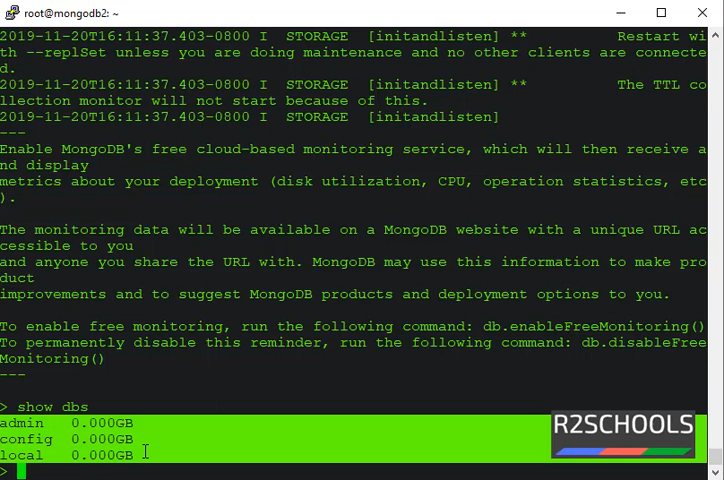 root@mongodb2: ~
2019-11-20T16:11:37.403-0800 I  STORAGE  [initandlisten] **          Restart wi
th --replSet unless you are doing maintenance and no other clients are connecte
d.
2019-11-20T16:11:37.403-0800 I  STORAGE  [initandlisten] **          The TTL co
llection monitor will not start because of this.
2019-11-20T16:11:37.403-0800 I  STORAGE  [initandlisten]
---
Enable MongoDB's free cloud-based monitoring service, which will then receive a
nd display
metrics about your deployment (disk utilization, CPU, operation statistics, etc
).
The monitoring data will be available on a MongoDB website with a unique URL ac
cessible to you
and anyone you share the URL with. MongoDB may use this information to make pro
duct
improvements and to suggest MongoDB products and deployment options to you.
To enable free monitoring, run the following command: db.enableFreeMonitoring()
To permanently disable this reminder, run the following command: db.disableFree
Monitoring()
---
> show dbs
admin   0.000GB
config  0.000GB
local   0.000GB
>
R2SCHOOLS